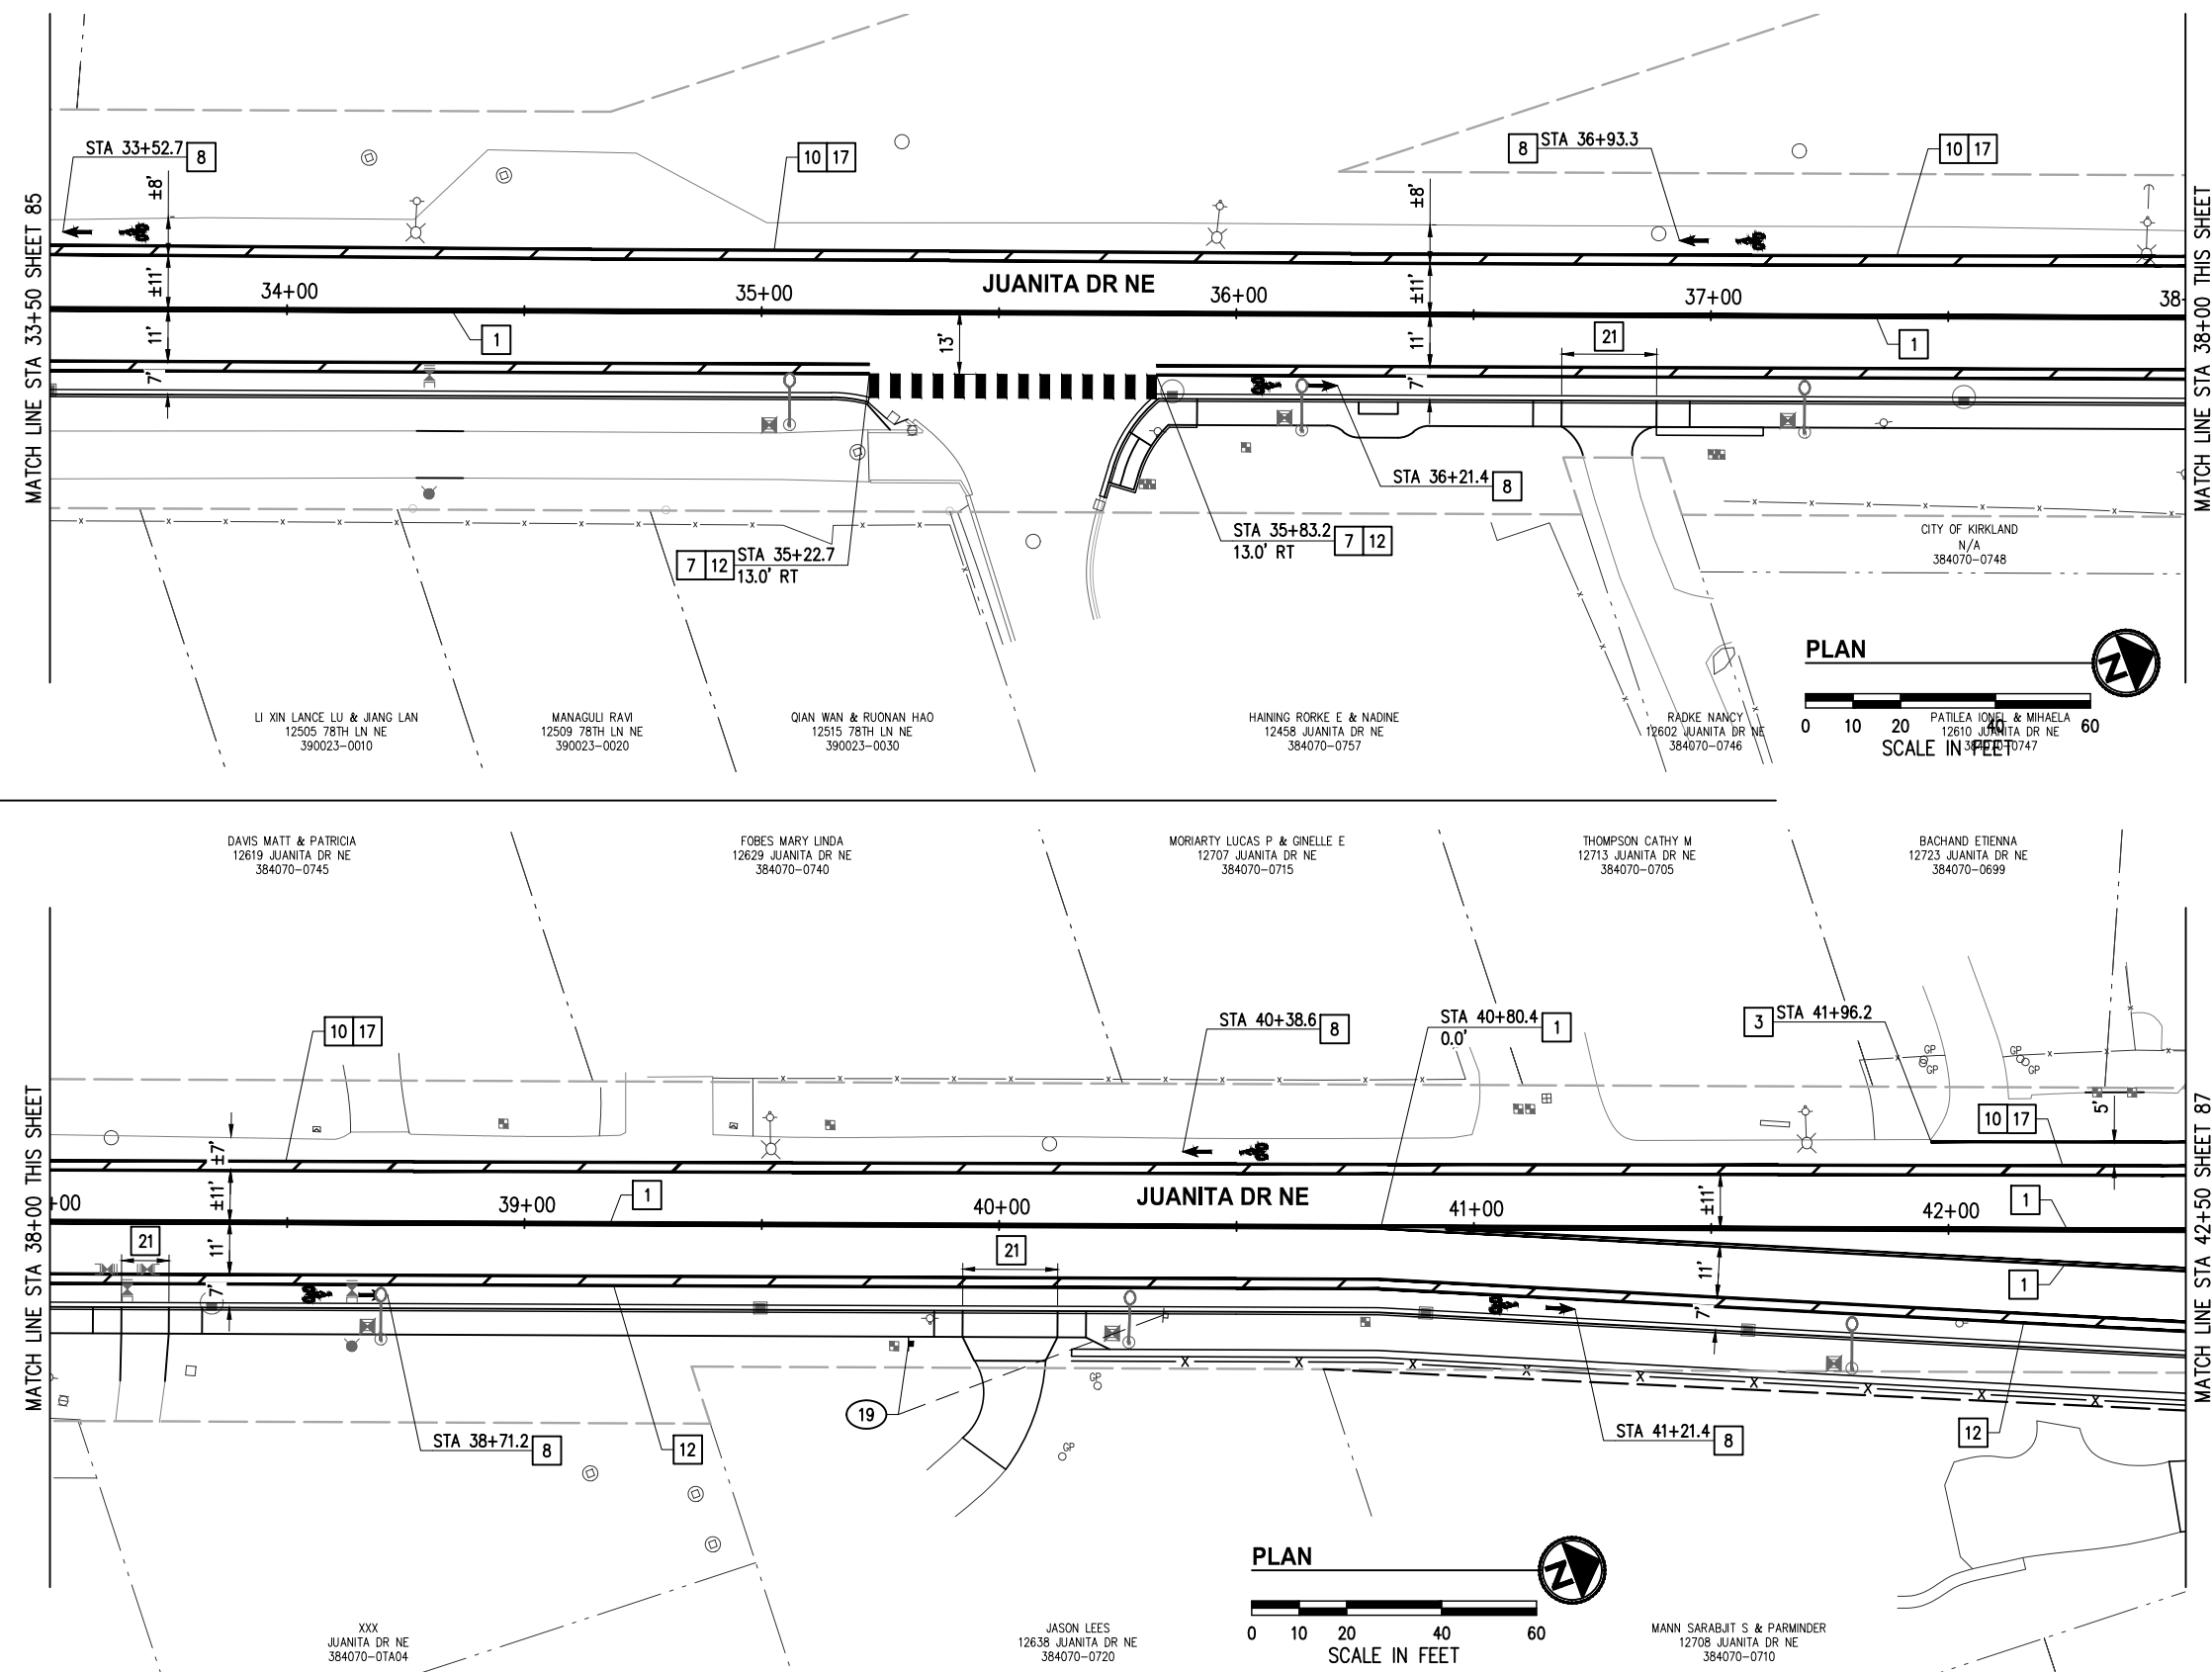 STA 33+52.7
8
±8'
10 17
8
STA 36+93.3
10 17
±8'
MATCH LINE STA 33+50 SHEET 85
±11'
JUANITA DR NE
±11'
34+00
35+00
36+00
37+00
38-
MATCH LINE STA 38+00 THIS SHEET
11'
1
13'
11'
21
1
7'
7'
STA 36+21.4
8
7 12
STA 35+22.7
13.0' RT
STA 35+83.2
13.0' RT
7 12
CITY OF KIRKLAND
N/A
384070-0748
PLAN
N
0 10 20 40 60
SCALE IN FEET
LI XIN LANCE LU & JIANG LAN
12505 78TH LN NE
390023-0010
MANAGULI RAVI
12509 78TH LN NE
390023-0020
QIAN WAN & RUONAN HAO
12515 78TH LN NE
390023-0030
HAINING RORKE E & NADINE
12458 JUANITA DR NE
384070-0757
RADKE NANCY
12602 JUANITA DR NE
384070-0746
PATILEA IONEL & MIHAELA
12610 JUANITA DR NE
384070-0747
DAVIS MATT & PATRICIA
12619 JUANITA DR NE
384070-0745
FOBES MARY LINDA
12629 JUANITA DR NE
384070-0740
MORIARTY LUCAS P & GINELLE E
12707 JUANITA DR NE
384070-0715
THOMPSON CATHY M
12713 JUANITA DR NE
384070-0705
BACHAND ETIENNA
12723 JUANITA DR NE
384070-0699
10 17
STA 40+38.6
8
STA 40+80.4
0.0'
1
3
STA 41+96.2
GP
GP
GP
GP
5'
10 17
MATCH LINE STA 38+00 THIS SHEET
±7'
±11'
JUANITA DR NE
±11'
+00
39+00
1
40+00
41+00
42+00
1
MATCH LINE STA 42+50 SHEET 87
21
11'
21
11'
1
7'
7'
GP
19
STA 38+71.2
8
12
GP
STA 41+21.4
8
12
PLAN
N
0 10 20 40 60
SCALE IN FEET
XXX
JUANITA DR NE
384070-0TA04
JASON LEES
12638 JUANITA DR NE
384070-0720
MANN SARABJIT S & PARMINDER
12708 JUANITA DR NE
384070-0710